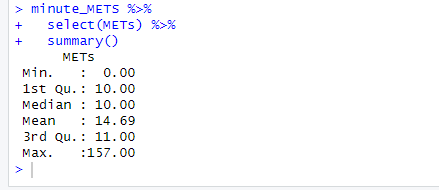 > minute_METS %>%
+   select(METs) %>%
+   summary()
      METs
 Min.   :  0.00
 1st Qu.: 10.00
 Median : 10.00
 Mean   : 14.69
 3rd Qu.: 11.00
 Max.   :157.00
>